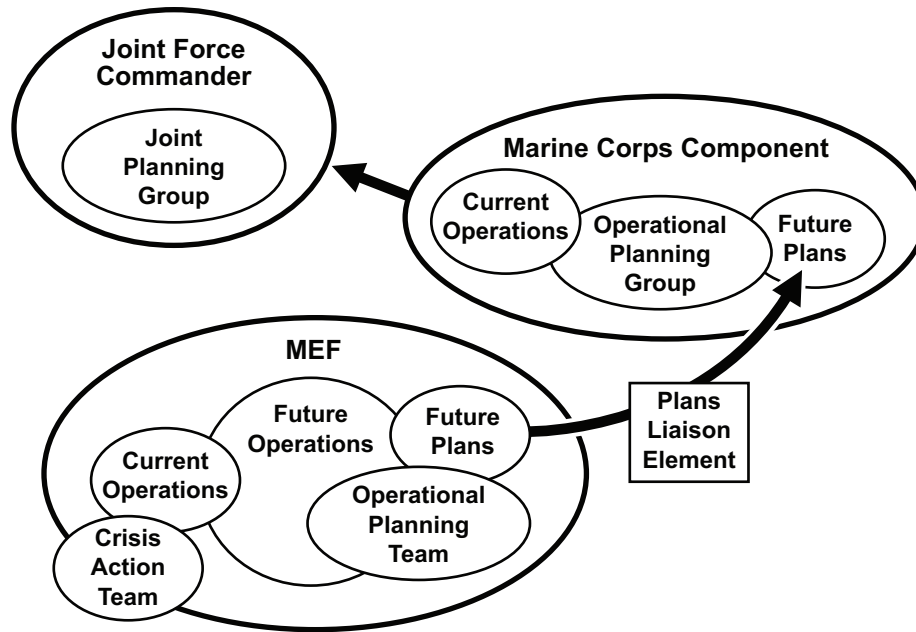 Joint Force
Commander
Joint
Planning
Group
Marine Corps Component
Current
Operations
Operational
Planning
Group
Future
Plans
MEF
Future
Operations
Future
Plans
Current
Operations
Operational
Planning
Team
Crisis
Action
Team
Plans
Liaison
Element